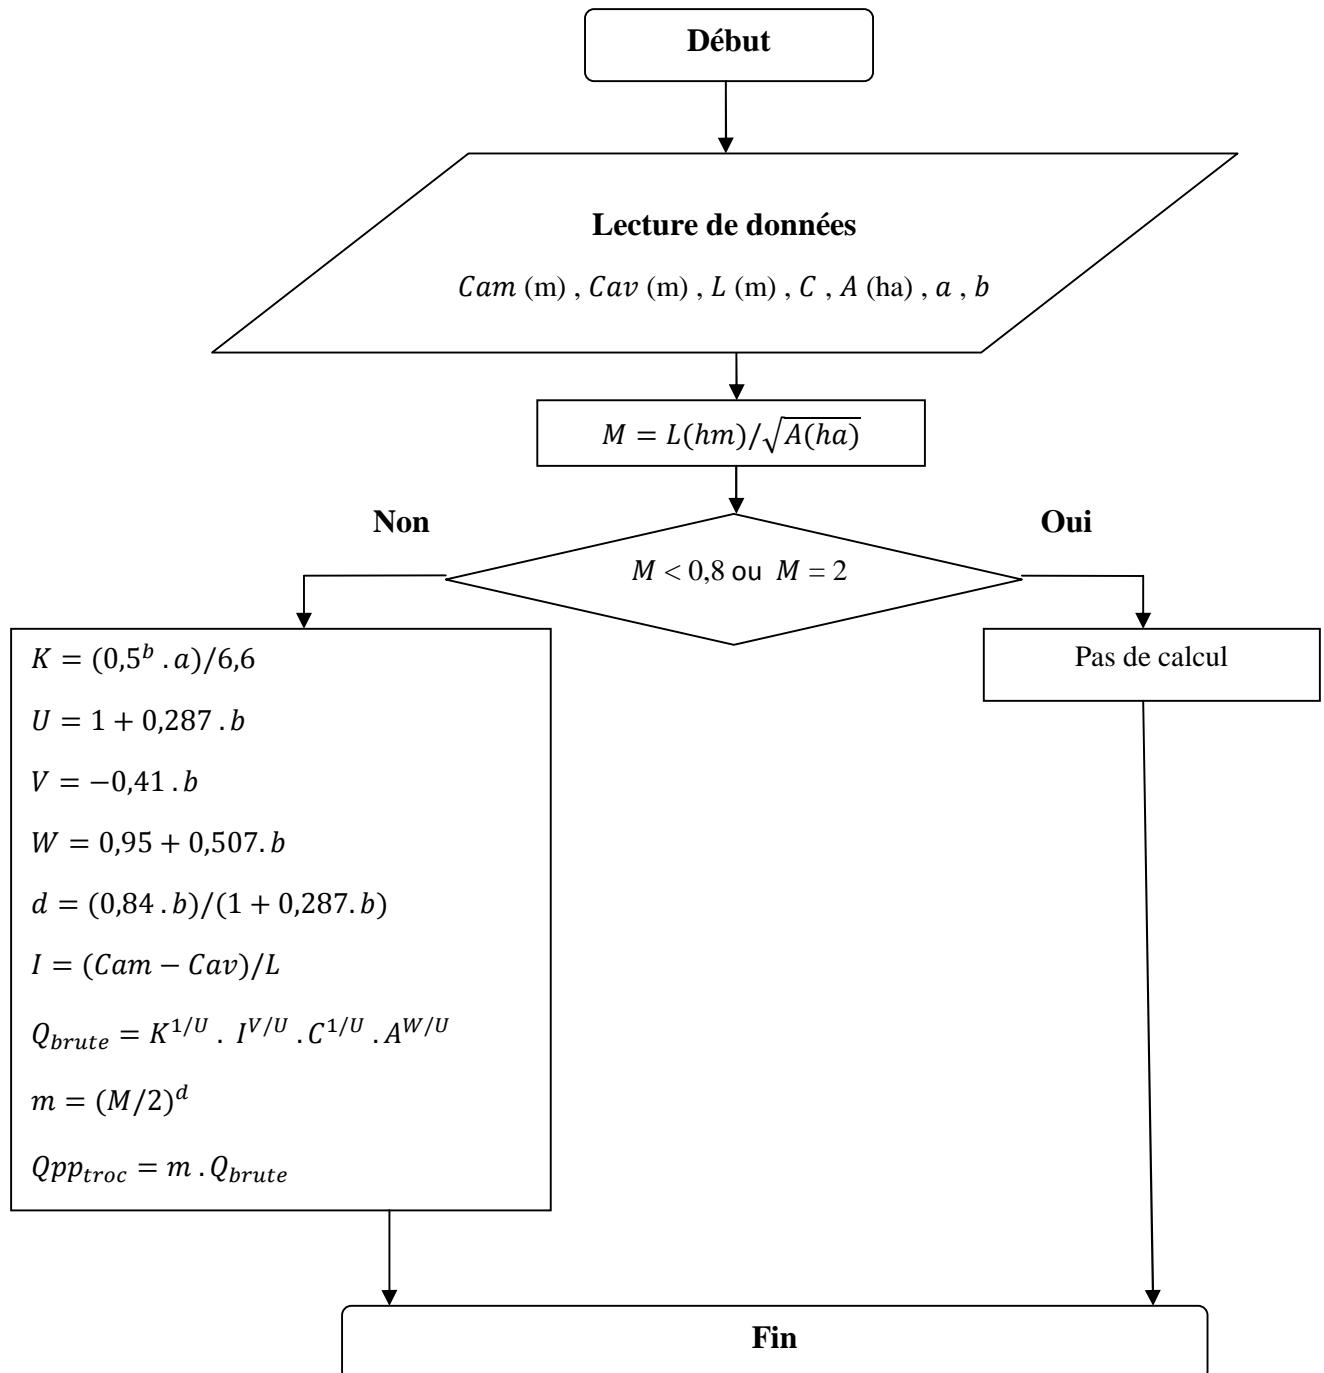 Début
Lecture de données
Cam (m) , Cav (m) , L (m) , C , A (ha) , a , b
M = L(hm)/√A(ha)
Non
Oui
M < 0,8 ou M = 2
K = (0,5^b . a)/6,6
U = 1 + 0,287 . b
V = −0,41 . b
W = 0,95 + 0,507. b
d = (0,84 . b)/(1 + 0,287. b)
I = (Cam − Cav)/L
Q_brute = K^1/U . I^V/U . C^1/U . A^W/U
m = (M/2)^d
Qpp_troc = m . Q_brute
Pas de calcul
Fin